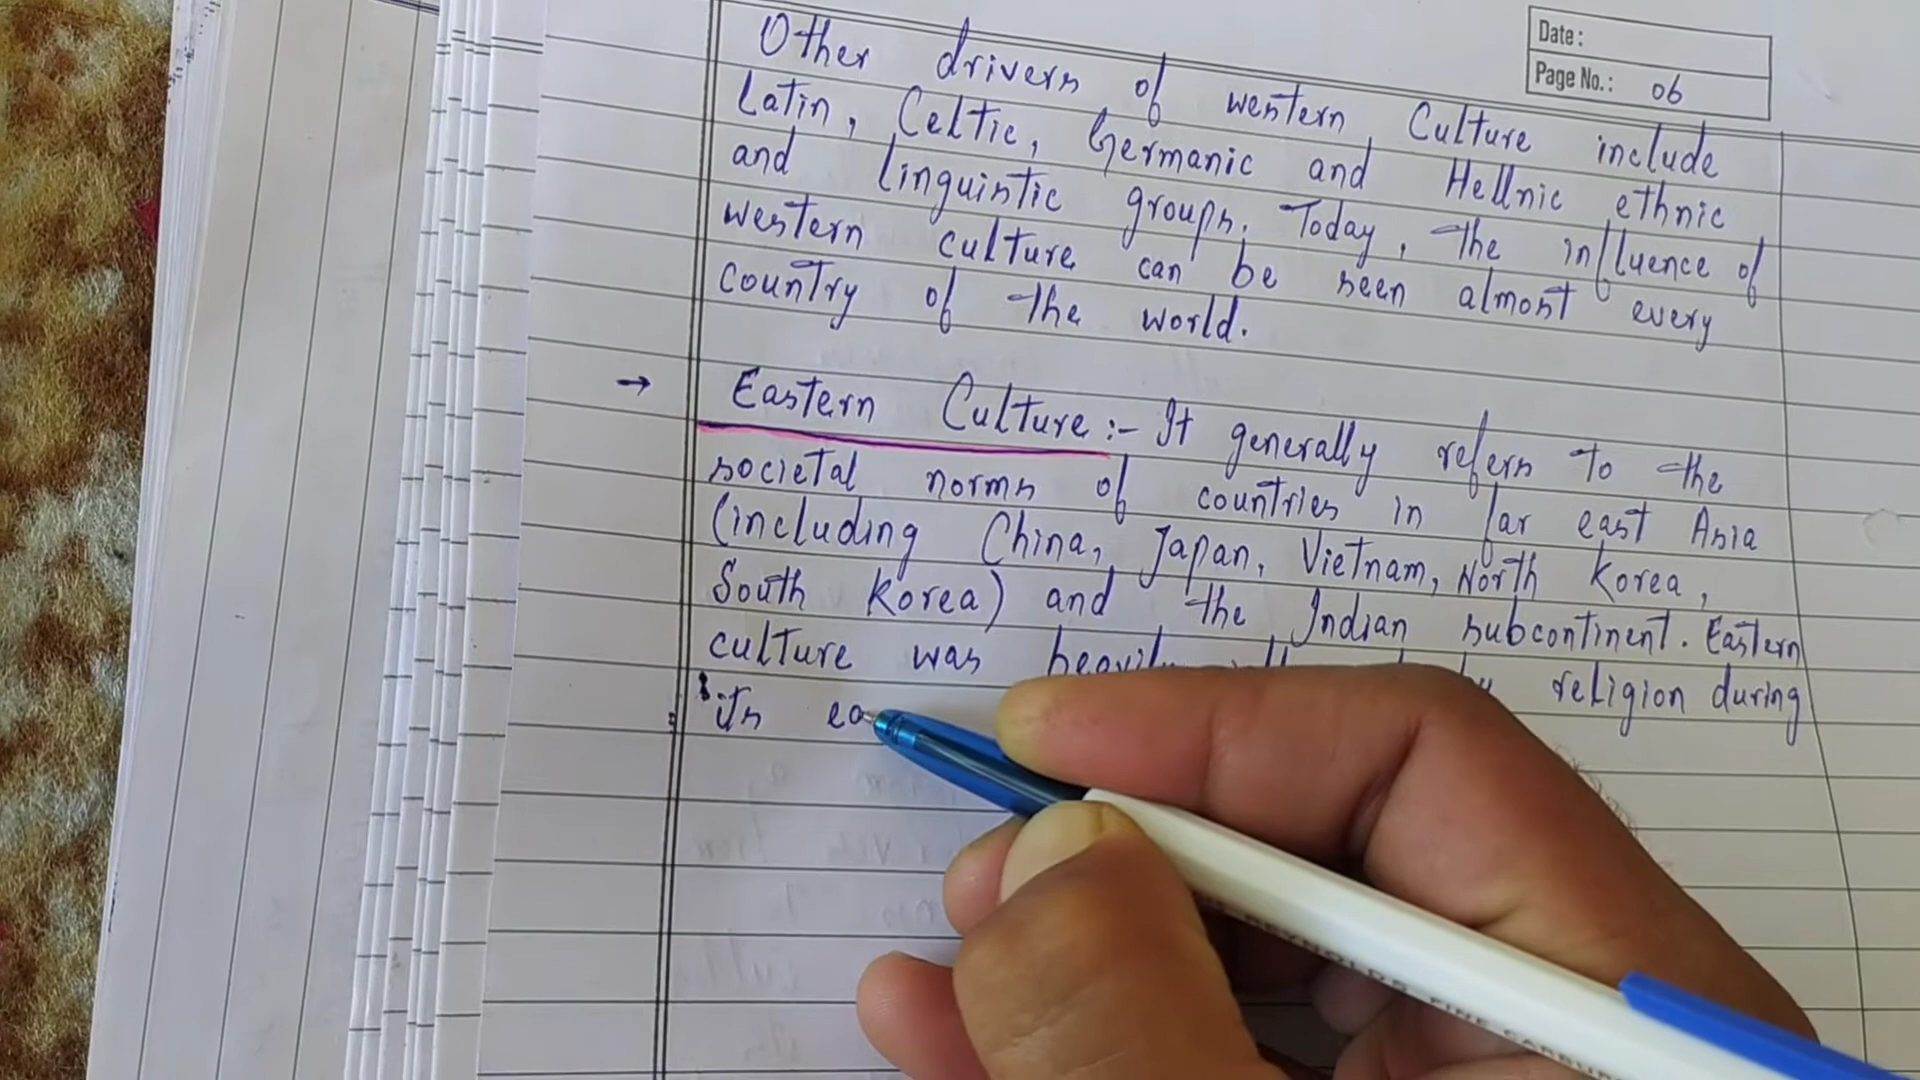 Date :
Page No. : 06
Other drivers of western Culture include
Latin, Celtic, Germanic and Hellnic ethnic
and linguistic groups. Today, the influence of
western culture can be seen almost every
country of the world.
→ Eastern Culture :- It generally refers to the
societal norms of countries in far east Asia
(including China, Japan, Vietnam, North Korea,
South Korea) and the Indian subcontinent. Eastern
culture was religion during
its
REYNOLDS FINE CARBURE